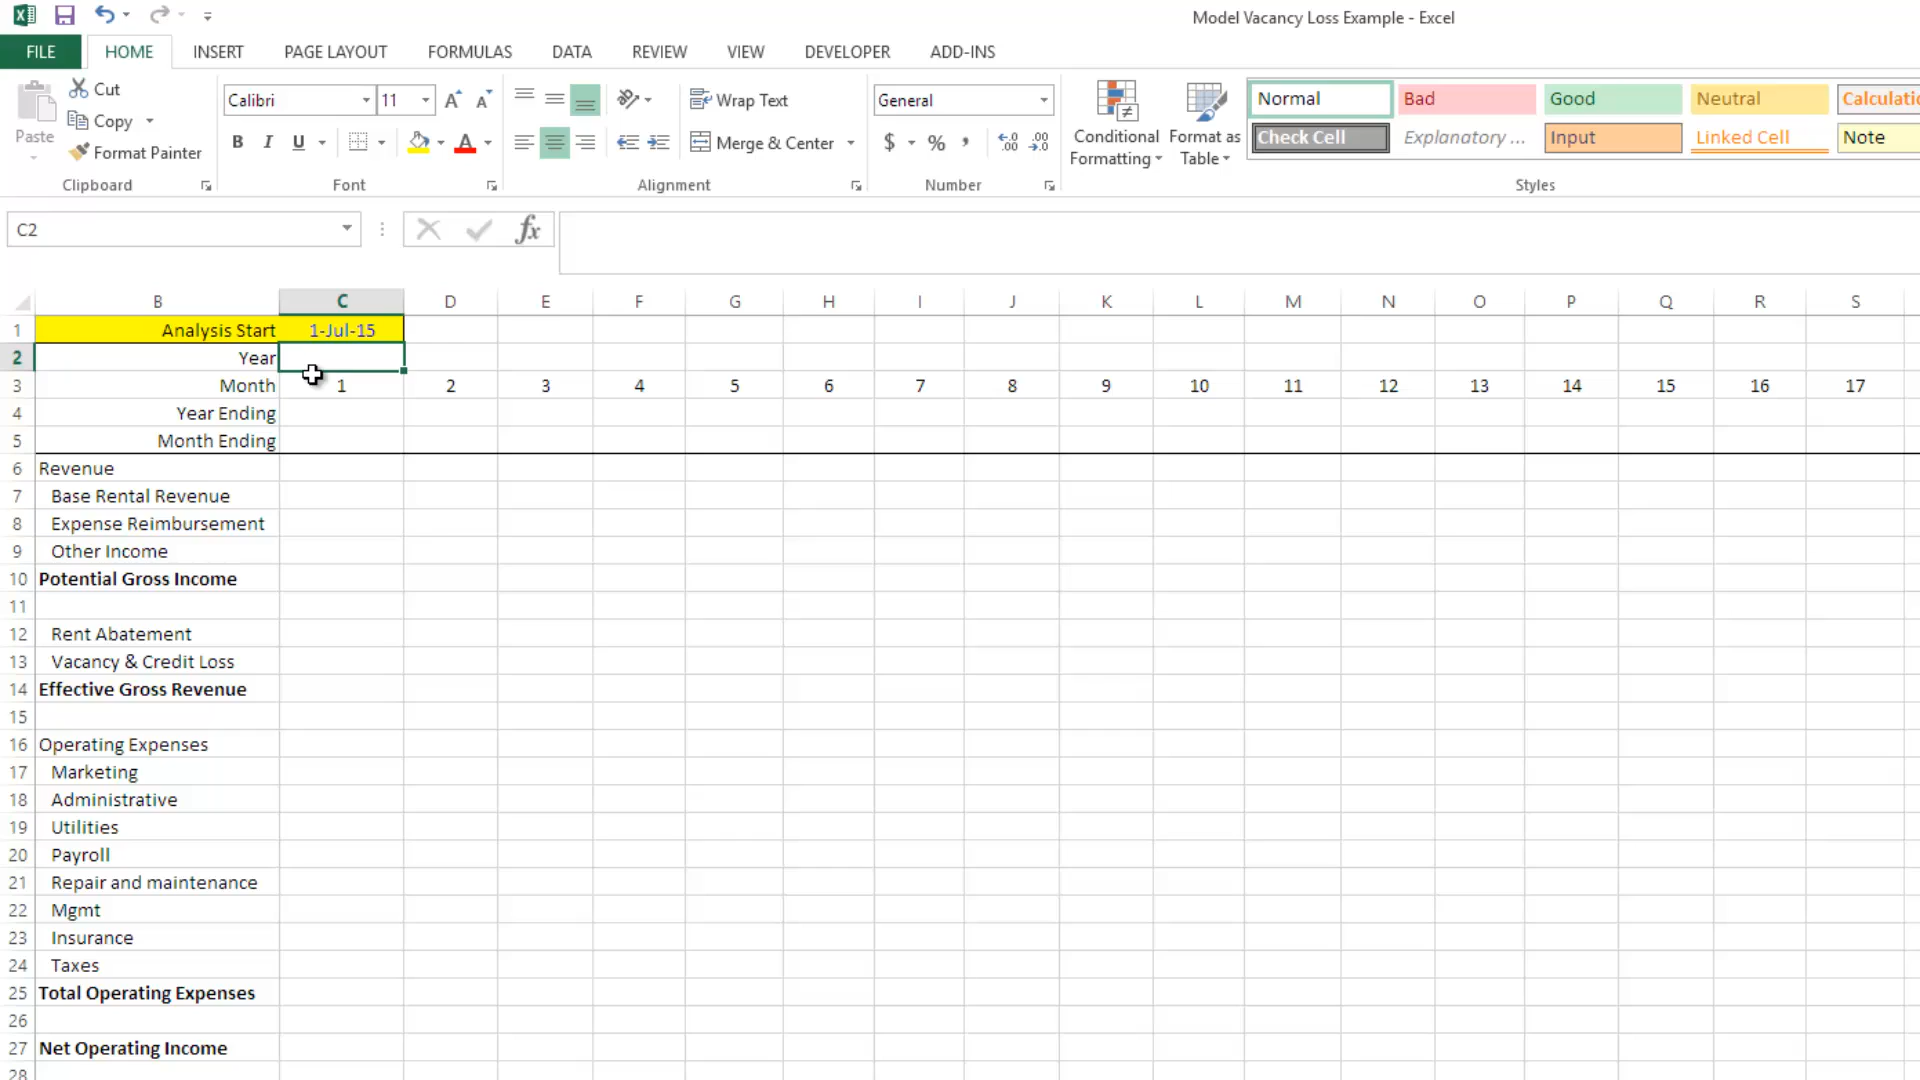 Model Vacancy Loss Example - Excel
FILE HOME INSERT PAGE LAYOUT FORMULAS DATA REVIEW VIEW DEVELOPER ADD-INS
Paste
Cut
Copy
Format Painter
Clipboard
Calibri 11
B I U
Font
Wrap Text
Merge & Center
Alignment
General
$ % ,
Number
Conditional Formatting
Format as Table
Normal Bad Good Neutral Calculatio
Check Cell Explanatory ... Input Linked Cell Note
Styles
C2 fx
B C D E F G H I J K L M N O P Q R S
1 Analysis Start 1-Jul-15
2 Year
3 Month 1 2 3 4 5 6 7 8 9 10 11 12 13 14 15 16 17
4 Year Ending
5 Month Ending
6 Revenue
7 Base Rental Revenue
8 Expense Reimbursement
9 Other Income
10 Potential Gross Income
11
12 Rent Abatement
13 Vacancy & Credit Loss
14 Effective Gross Revenue
15
16 Operating Expenses
17 Marketing
18 Administrative
19 Utilities
20 Payroll
21 Repair and maintenance
22 Mgmt
23 Insurance
24 Taxes
25 Total Operating Expenses
26
27 Net Operating Income
28